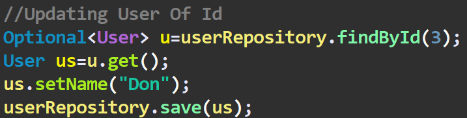 //Updating User Of Id
Optional<User> u=userRepository.findById(3);
User us=u.get();
us.setName("Don");
userRepository.save(us);